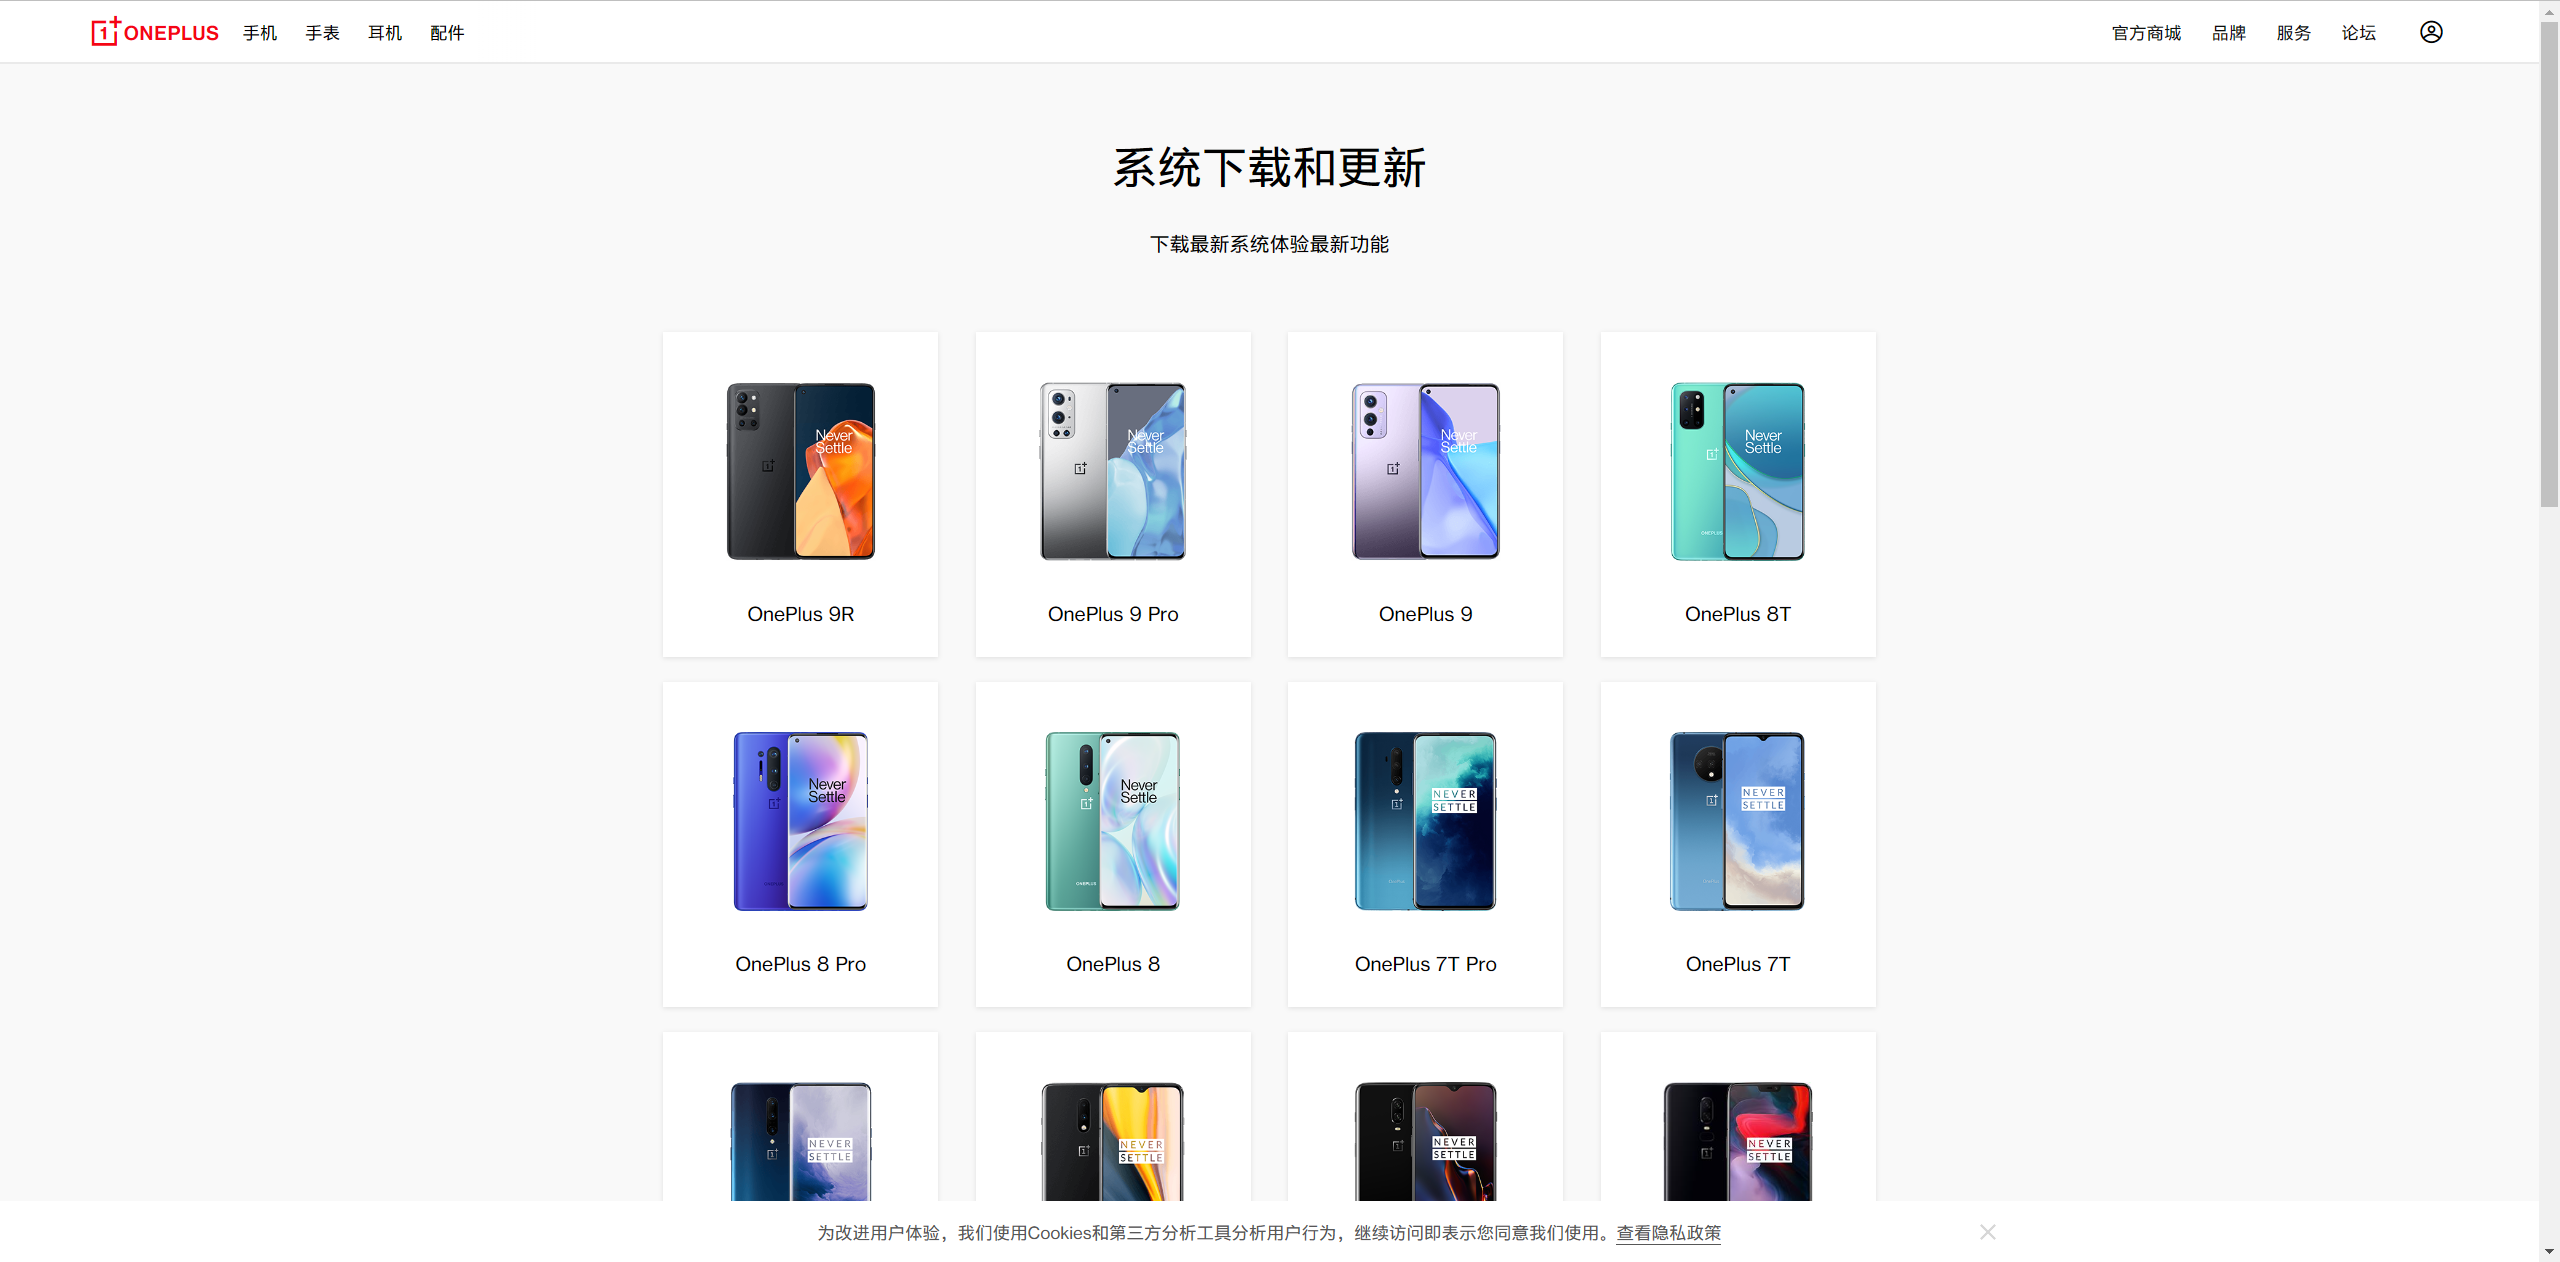 ONEPLUS 手机 手表 耳机 配件 官方商城 品牌 服务 论坛
系统下载和更新
下载最新系统体验最新功能
Never Settle
Never Settle
Never Settle
Never Settle
ONEPLUS
OnePlus 9R
OnePlus 9 Pro
OnePlus 9
OnePlus 8T
Never Settle
Never Settle
NEVER SETTLE
NEVER SETTLE
ONEPLUS
OnePlus 8 Pro
OnePlus 8
OnePlus 7T Pro
OnePlus 7T
NEVER SETTLE
NEVER SETTLE
NEVER SETTLE
NEVER SETTLE
为改进用户体验，我们使用Cookies和第三方分析工具分析用户行为，继续访问即表示您同意我们使用。查看隐私政策